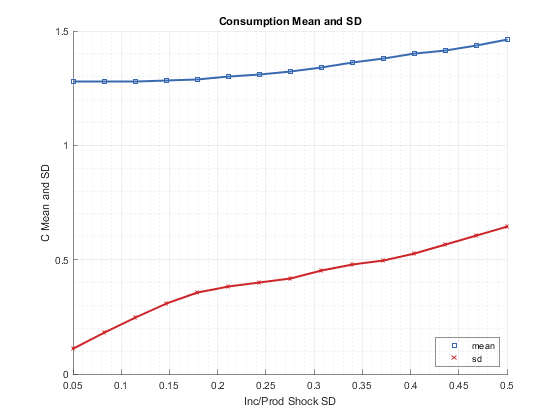 Consumption Mean and SD
1.5
1
0.5
0
C Mean and SD
0.05 0.1 0.15 0.2 0.25 0.3 0.35 0.4 0.45 0.5
Inc/Prod Shock SD
mean
sd